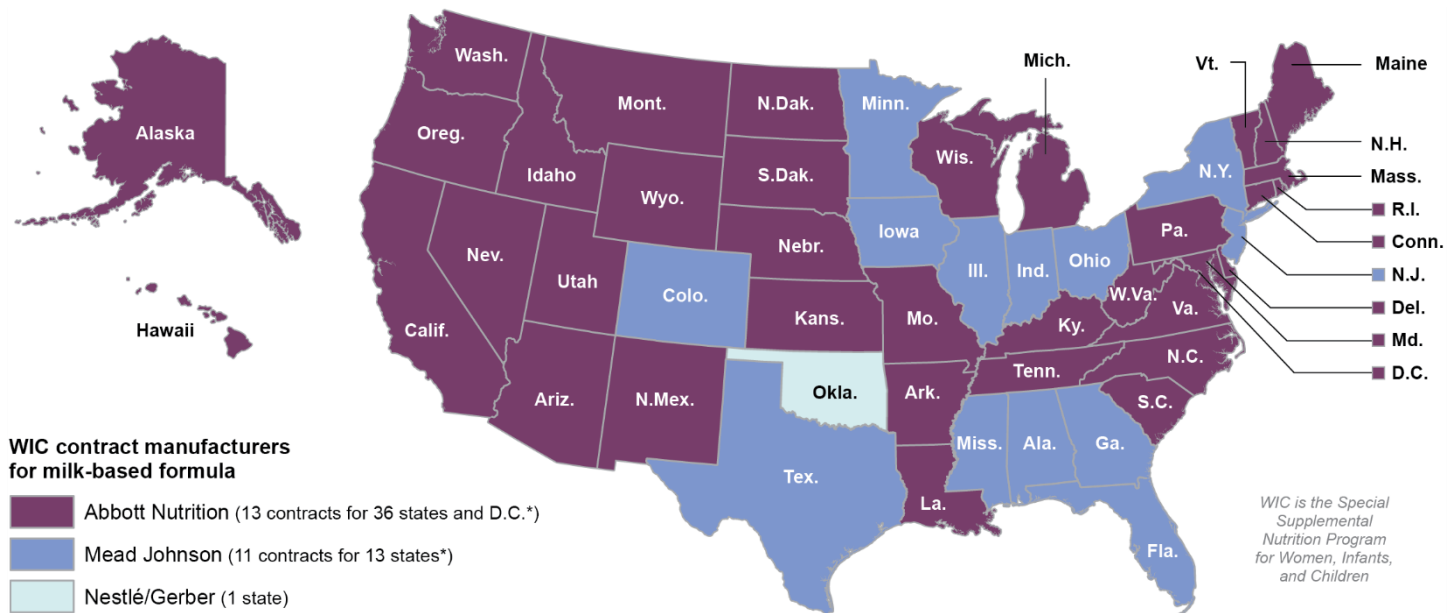 Alaska
Hawaii
Wash.
Oreg.
Calif.
Nev.
Idaho
Mont.
Wyo.
Utah
Colo.
Ariz.
N.Mex.
N.Dak.
S.Dak.
Nebr.
Kans.
Okla.
Tex.
Minn.
Iowa
Mo.
Ark.
La.
Wis.
Ill.
Mich.
Ind.
Ohio
Ky.
Tenn.
Miss.
Ala.
Ga.
Fla.
S.C.
N.C.
Va.
W.Va.
Pa.
N.Y.
Vt.
Maine
N.H.
Mass.
R.I.
Conn.
N.J.
Del.
Md.
D.C.
WIC contract manufacturers
for milk-based formula
Abbott Nutrition (13 contracts for 36 states and D.C.*)
Mead Johnson (11 contracts for 13 states*)
Nestlé/Gerber (1 state)
WIC is the Special
Supplemental
Nutrition Program
for Women, Infants,
and Children